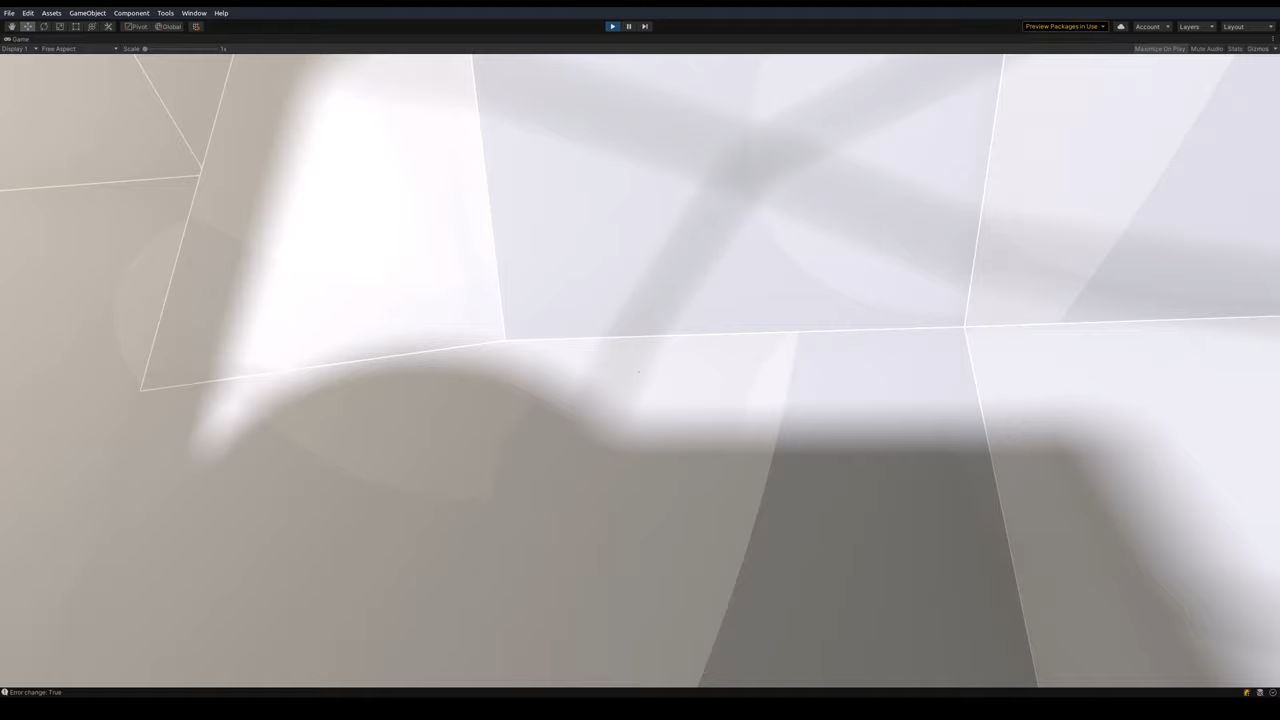 File Edit Assets GameObject Component Tools Window Help
Pivot Global Preview Packages in Use Account Layers Layout
Game
Display 1 Free Aspect Scale 1x Maximize On Play Mute Audio Stats Gizmos
Error change: True